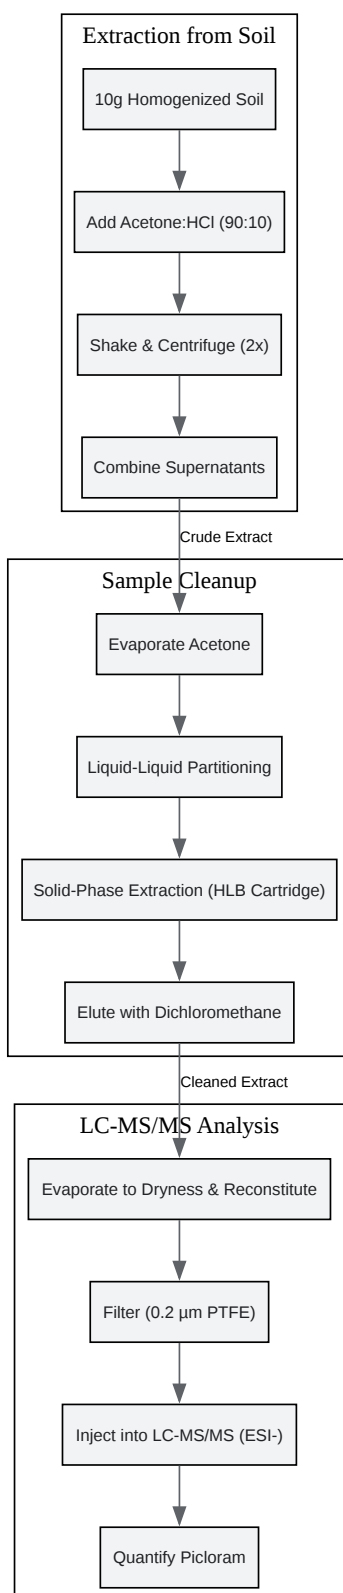 Extraction from Soil
10g Homogenized Soil
Add Acetone:HCl (90:10)
Shake & Centrifuge (2x)
Combine Supernatants
Crude Extract
Sample Cleanup
Evaporate Acetone
Liquid-Liquid Partitioning
Solid-Phase Extraction (HLB Cartridge)
Elute with Dichloromethane
Cleaned Extract
LC-MS/MS Analysis
Evaporate to Dryness & Reconstitute
Filter (0.2 µm PTFE)
Inject into LC-MS/MS (ESI-)
Quantify Picloram